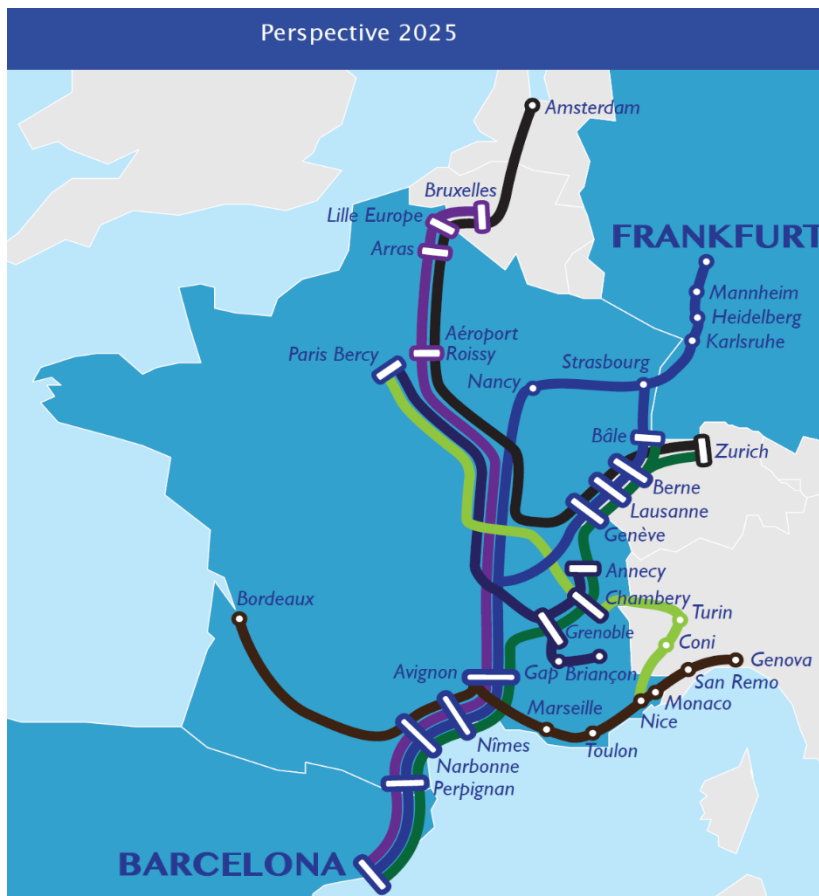 Perspective 2025
Amsterdam
Bruxelles
Lille Europe
Arras
FRANKFURT
Mannheim
Heidelberg
Karlsruhe
Aéroport
Roissy
Paris Bercy
Strasbourg
Nancy
Bâle
Zurich
Berne
Lausanne
Genève
Annecy
Bordeaux
Chambery
Turin
Grenoble
Coni
Avignon
Gap Briançon
Genova
San Remo
Monaco
Marseille
Nice
Toulon
Nîmes
Narbonne
Perpignan
BARCELONA